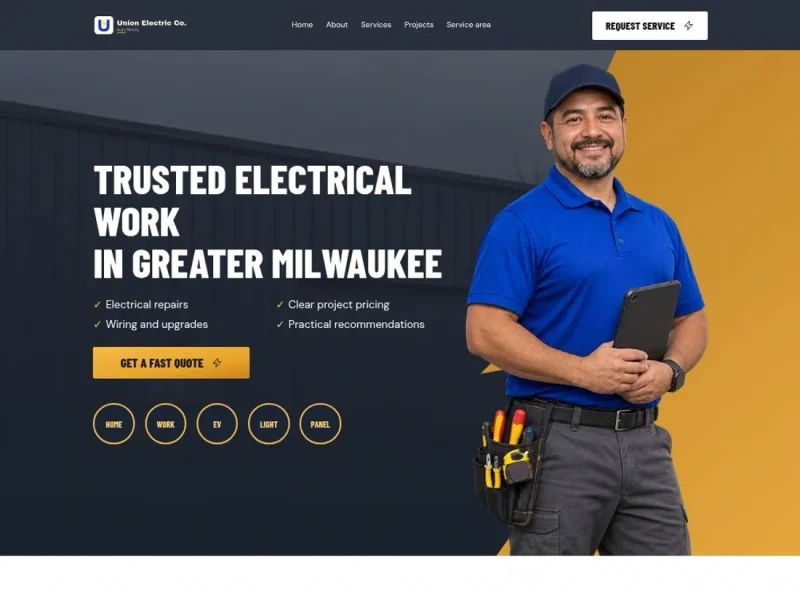 Union Electric Co.
Home About Services Projects Service area
REQUEST SERVICE
TRUSTED ELECTRICAL
WORK
IN GREATER MILWAUKEE
✓ Electrical repairs
✓ Clear project pricing
✓ Wiring and upgrades
✓ Practical recommendations
GET A FAST QUOTE
HOME WORK EV LIGHT PANEL